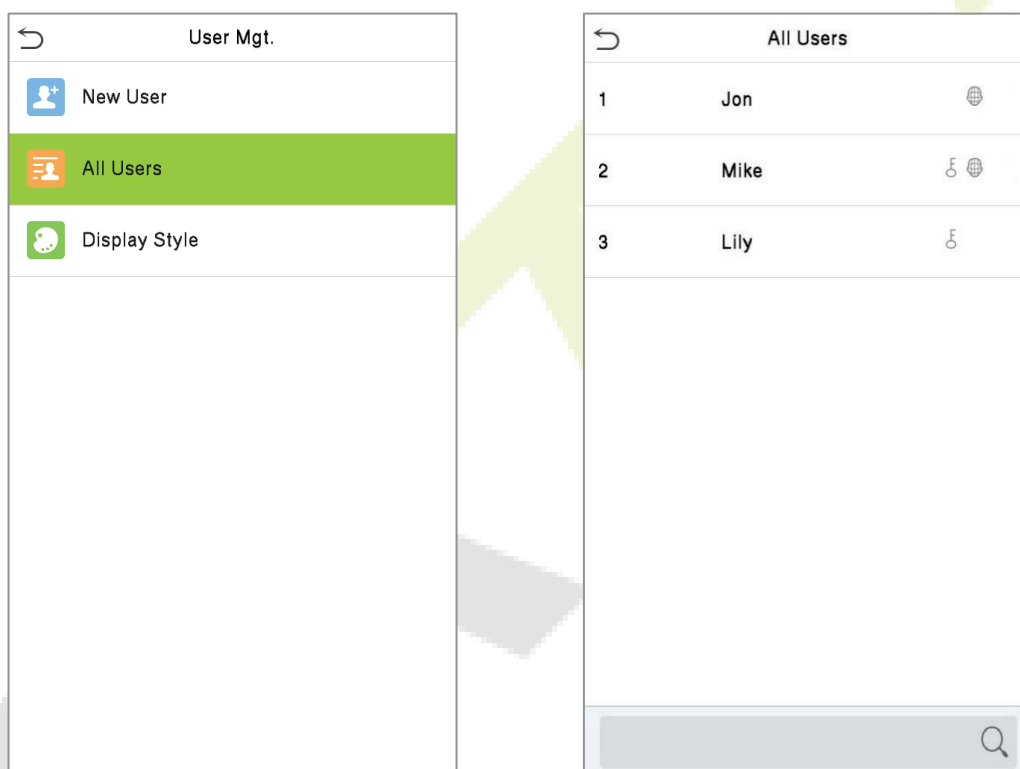 User Mgt.
New User
All Users
Display Style
All Users
1 Jon
2 Mike
3 Lily